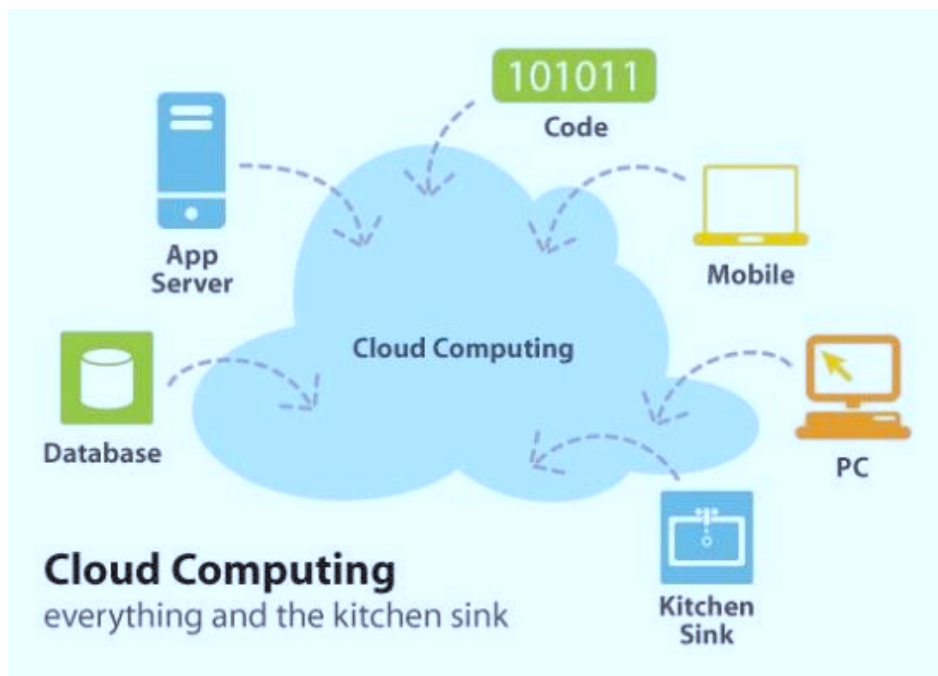 101011
Code
App
Server
Mobile
Cloud Computing
Database
PC
Cloud Computing
everything and the kitchen sink
Kitchen
Sink